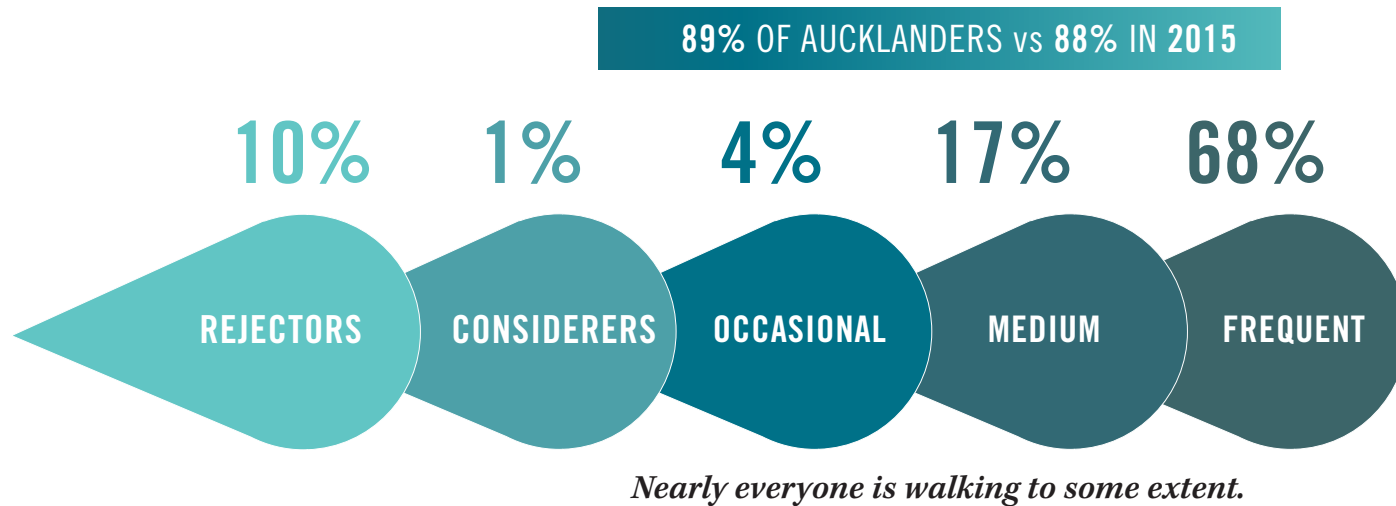 89% OF AUCKLANDERS vs 88% IN 2015
10% 1% 4% 17% 68%
REJECTORS CONSIDERERS OCCASIONAL MEDIUM FREQUENT
Nearly everyone is walking to some extent.